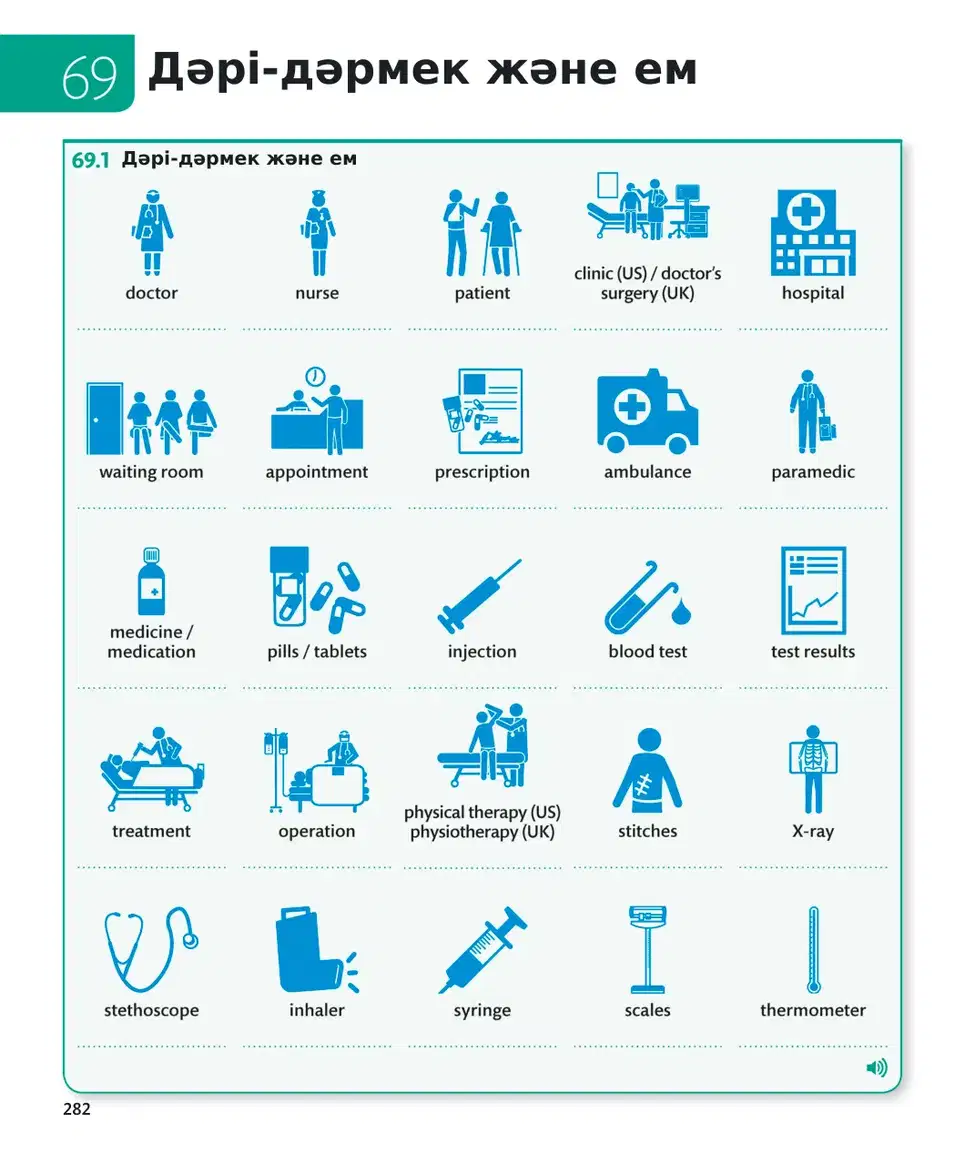 69 Дәрі-дәрмек және ем
69.1 Дәрі-дәрмек және ем
doctor
nurse
patient
clinic (US) / doctor's
surgery (UK)
hospital
waiting room
appointment
prescription
ambulance
paramedic
medicine /
medication
pills / tablets
injection
blood test
test results
treatment
operation
physical therapy (US)
physiotherapy (UK)
stitches
X-ray
stethoscope
inhaler
syringe
scales
thermometer
282